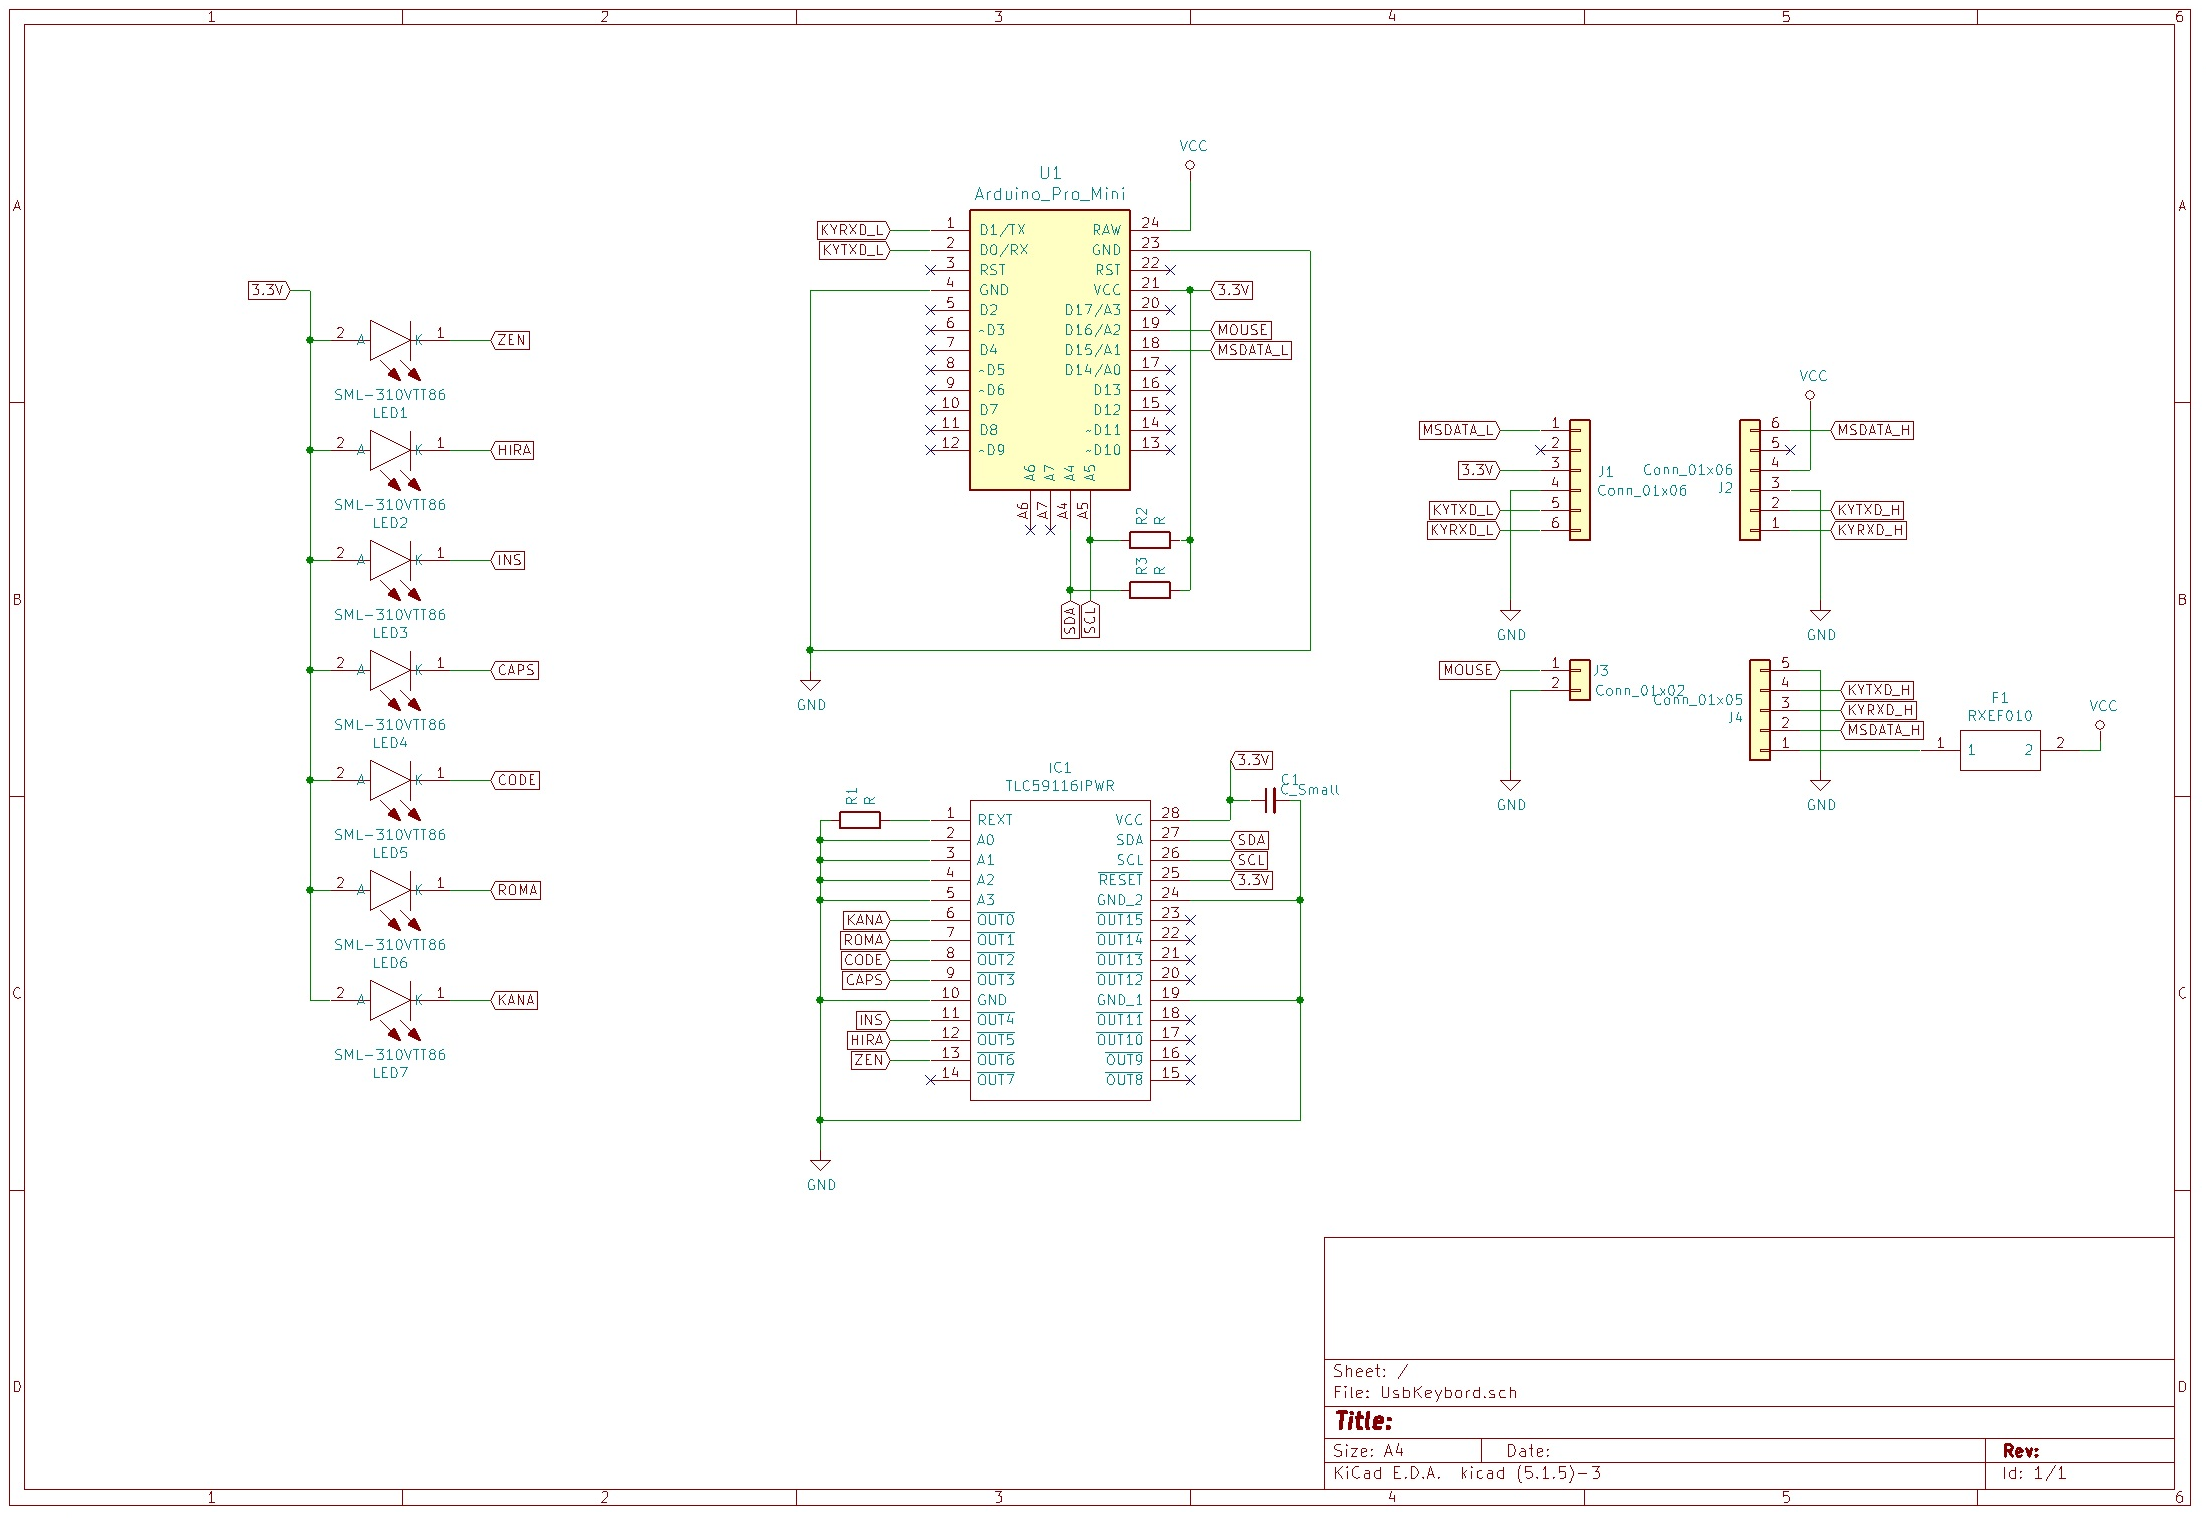 1 2 3 4 5 6
A
B
C
D
3.3V
2 A K 1 ZEN
SML-310VTT86
LED1
2 A K 1 HIRA
SML-310VTT86
LED2
2 A K 1 INS
SML-310VTT86
LED3
2 A K 1 CAPS
SML-310VTT86
LED4
2 A K 1 CODE
SML-310VTT86
LED5
2 A K 1 ROMA
SML-310VTT86
LED6
2 A K 1 KANA
SML-310VTT86
LED7
VCC
U1
Arduino_Pro_Mini
KYRXD_L 1 D1/TX RAW 24
KYTXD_L 2 D0/RX GND 23
3 RST RST 22
4 GND VCC 21 3.3V
5 D2 D17/A3 20
6 ~D3 D16/A2 19 MOUSE
7 D4 D15/A1 18 MSDATA_L
8 ~D5 D14/A0 17
9 ~D6 D13 16
10 D7 D12 15
11 D8 ~D11 14
12 ~D9 ~D10 13
A6 A7 A4 A5
A6 A7 A4 A5
R2 R
R3 R
SDA SCL
GND
3.3V
C1
C_Small
IC1
TLC59116IPWR
R1 R
1 REXT VCC 28
2 A0 SDA 27 SDA
3 A1 SCL 26 SCL
4 A2 RESET 25 3.3V
5 A3 GND_2 24
KANA 6 OUT0 OUT15 23
ROMA 7 OUT1 OUT14 22
CODE 8 OUT2 OUT13 21
CAPS 9 OUT3 OUT12 20
10 GND GND_1 19
INS 11 OUT4 OUT11 18
HIRA 12 OUT5 OUT10 17
ZEN 13 OUT6 OUT9 16
14 OUT7 OUT8 15
GND
MSDATA_L 1
2
3.3V 3
4
KYTXD_L 5
KYRXD_L 6
J1
Conn_01x06
GND
VCC
6 MSDATA_H
5
4
3
2 KYTXD_H
1 KYRXD_H
Conn_01x06
J2
GND
MOUSE 1
2
J3
Conn_01x02
GND
Conn_01x05
J4
5
4 KYTXD_H
3 KYRXD_H
2 MSDATA_H
1
GND
F1
RXEF010
1 1 2 2
VCC
Sheet: /
File: UsbKeybord.sch
Title:
Size: A4 Date: Rev:
KiCad E.D.A. kicad (5.1.5)-3 Id: 1/1
A
B
C
D
1 2 3 4 5 6